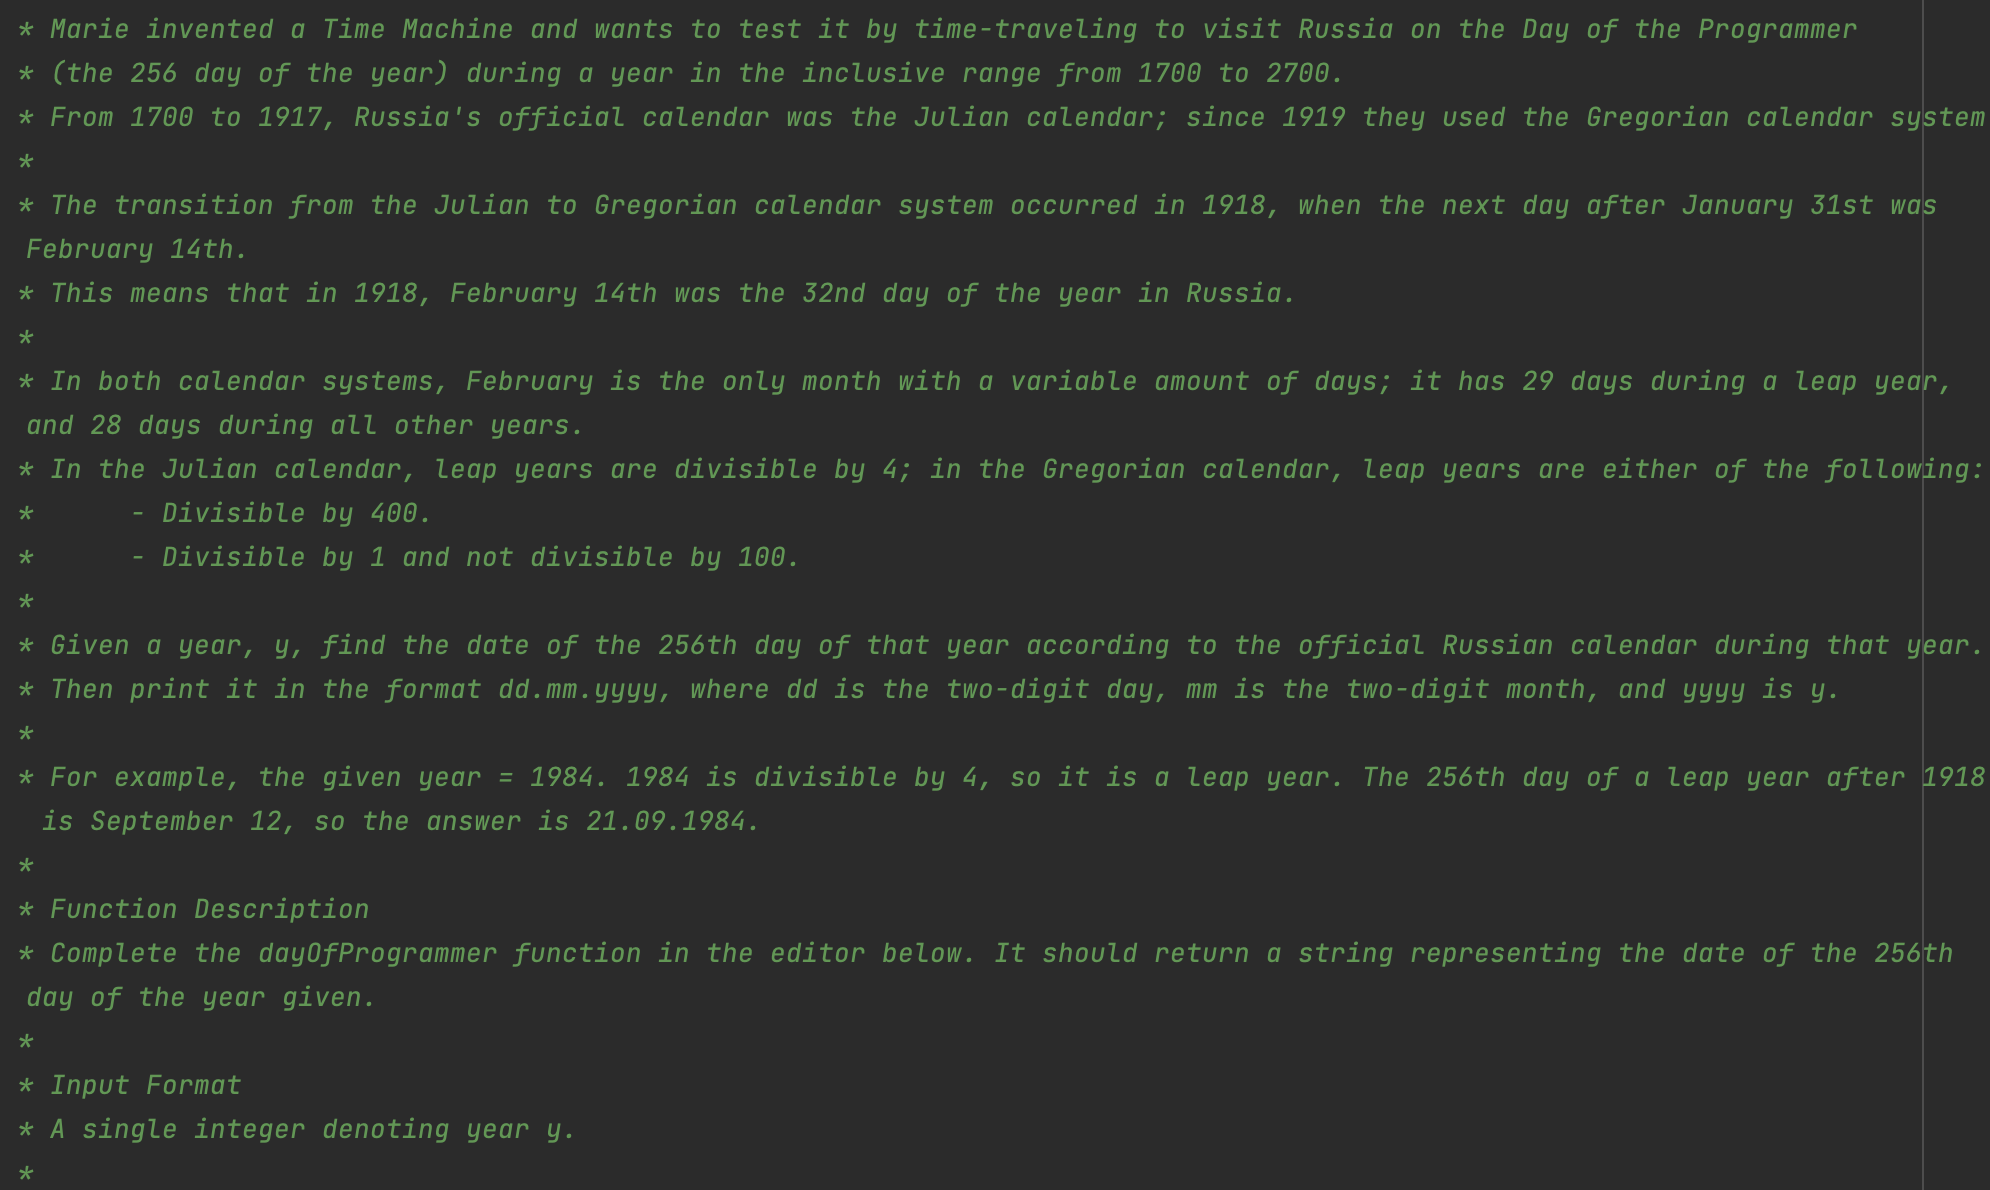 * Marie invented a Time Machine and wants to test it by time-traveling to visit Russia on the Day of the Programmer
* (the 256 day of the year) during a year in the inclusive range from 1700 to 2700.
* From 1700 to 1917, Russia's official calendar was the Julian calendar; since 1919 they used the Gregorian calendar system
*
* The transition from the Julian to Gregorian calendar system occurred in 1918, when the next day after January 31st was
February 14th.
* This means that in 1918, February 14th was the 32nd day of the year in Russia.
*
* In both calendar systems, February is the only month with a variable amount of days; it has 29 days during a leap year,
and 28 days during all other years.
* In the Julian calendar, leap years are divisible by 4; in the Gregorian calendar, leap years are either of the following:
*      - Divisible by 400.
*      - Divisible by 1 and not divisible by 100.
*
* Given a year, y, find the date of the 256th day of that year according to the official Russian calendar during that year.
* Then print it in the format dd.mm.yyyy, where dd is the two-digit day, mm is the two-digit month, and yyyy is y.
*
* For example, the given year = 1984. 1984 is divisible by 4, so it is a leap year. The 256th day of a leap year after 1918
is September 12, so the answer is 21.09.1984.
*
* Function Description
* Complete the dayOfProgrammer function in the editor below. It should return a string representing the date of the 256th
day of the year given.
*
* Input Format
* A single integer denoting year y.
*